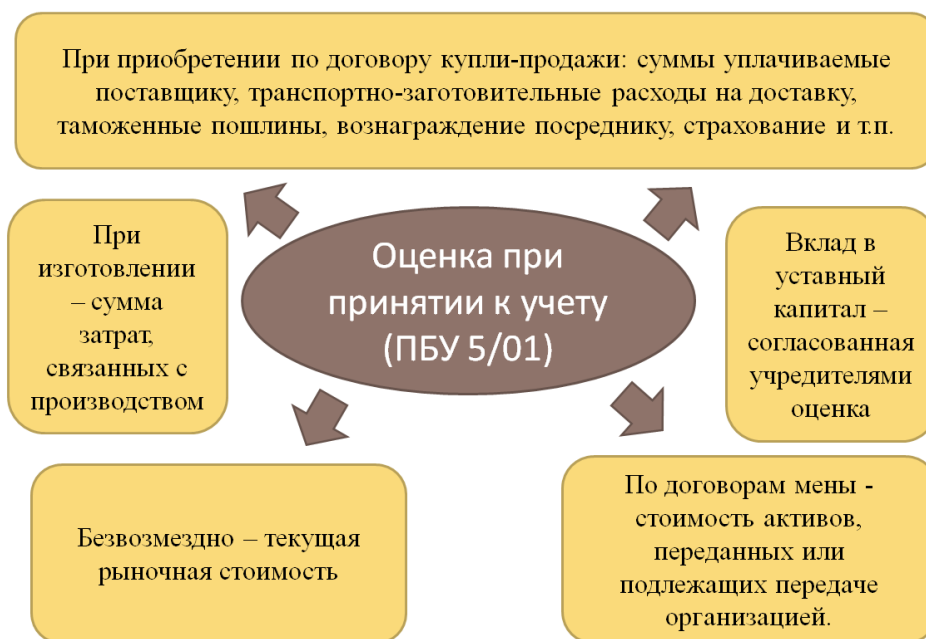 При приобретении по договору купли-продажи: суммы уплачиваемые
поставщику, транспортно-заготовительные расходы на доставку,
таможенные пошлины, вознаграждение посреднику, страхование и т.п.
При
изготовлении
– сумма
затрат,
связанных с
производством
Оценка при
принятии к учету
(ПБУ 5/01)
Вклад в
уставный
капитал –
согласованная
учредителями
оценка
Безвозмездно – текущая
рыночная стоимость
По договорам мены -
стоимость активов,
переданных или
подлежащих передаче
организацией.